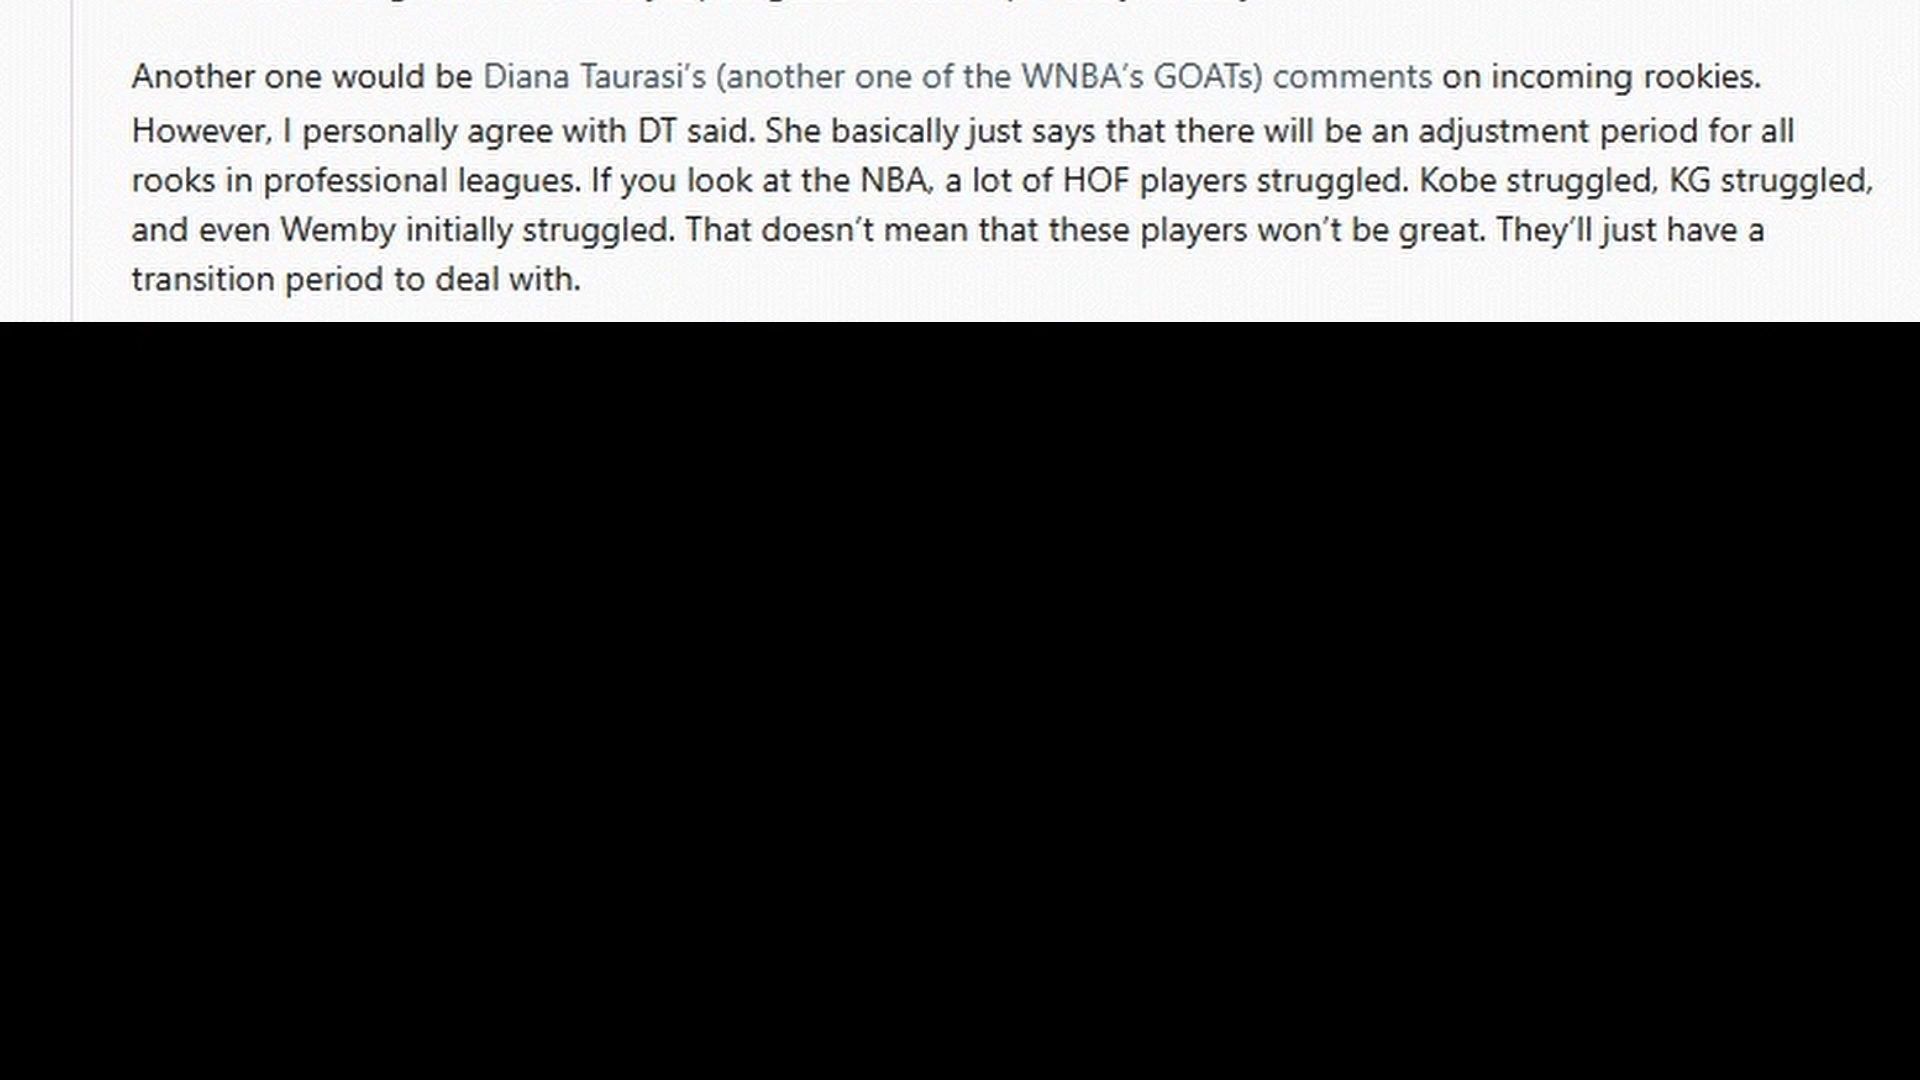 Another one would be Diana Taurasi’s (another one of the WNBA’s GOATs) comments on incoming rookies.
However, I personally agree with DT said. She basically just says that there will be an adjustment period for all
rooks in professional leagues. If you look at the NBA, a lot of HOF players struggled. Kobe struggled, KG struggled,
and even Wemby initially struggled. That doesn’t mean that these players won’t be great. They’ll just have a
transition period to deal with.